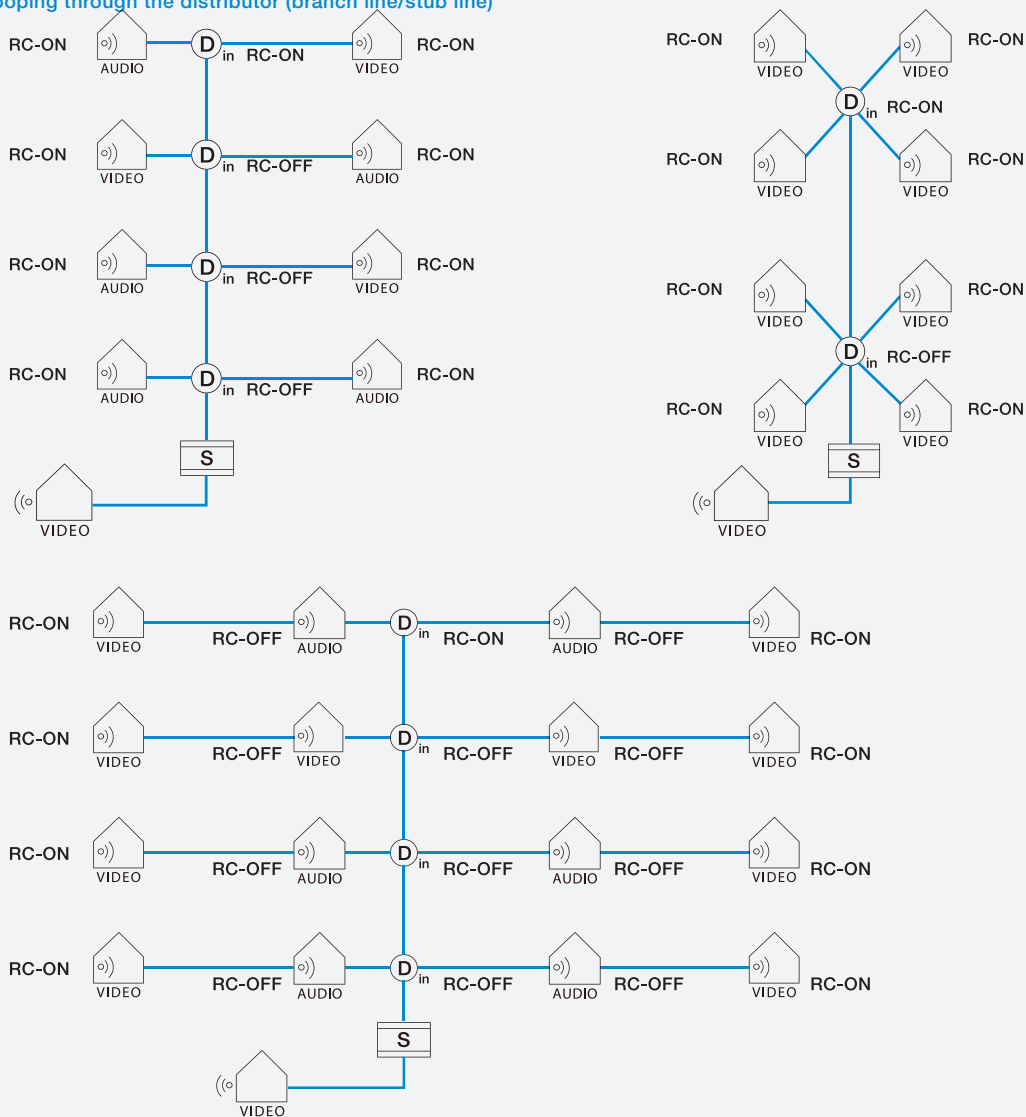 ooping through the distributor (branch line/stub line)
RC-ON AUDIO D in RC-ON VIDEO RC-ON
RC-ON VIDEO D in RC-OFF AUDIO RC-ON
RC-ON AUDIO D in RC-OFF VIDEO RC-ON
RC-ON AUDIO D in RC-OFF AUDIO RC-ON
S
VIDEO
RC-ON VIDEO VIDEO RC-ON
D in RC-ON
RC-ON VIDEO VIDEO RC-ON
RC-ON VIDEO VIDEO RC-ON
D in RC-OFF
RC-ON VIDEO VIDEO RC-ON
S
VIDEO
RC-ON VIDEO RC-OFF AUDIO D in RC-ON AUDIO RC-OFF VIDEO RC-ON
RC-ON VIDEO RC-OFF VIDEO D in RC-OFF VIDEO RC-OFF VIDEO RC-ON
RC-ON VIDEO RC-OFF AUDIO D in RC-OFF AUDIO RC-OFF VIDEO RC-ON
RC-ON VIDEO RC-OFF AUDIO D in RC-OFF AUDIO RC-OFF VIDEO RC-ON
S
VIDEO